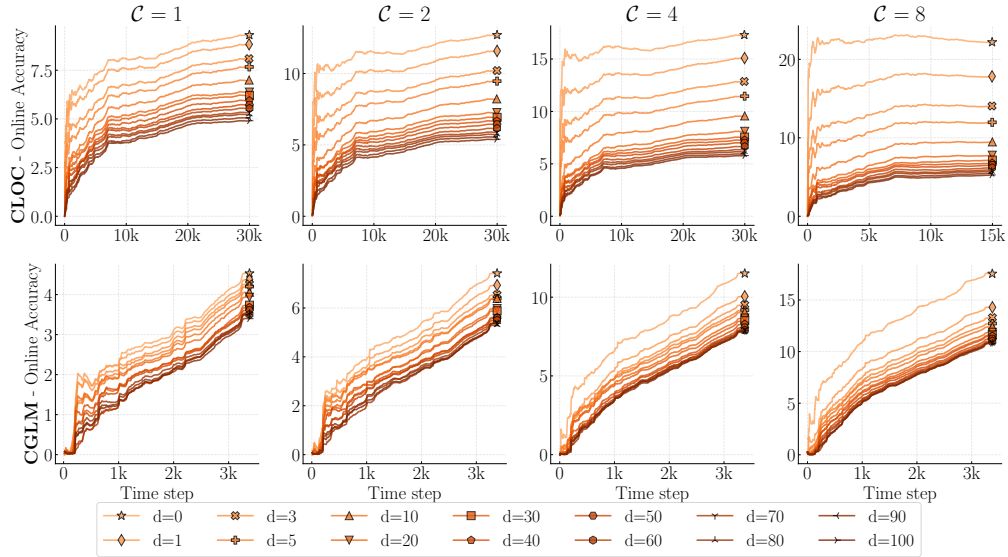 𝒞 = 1
𝒞 = 2
𝒞 = 4
𝒞 = 8
CLOC - Online Accuracy
7.5
5.0
2.5
0.0
0
10k
20k
30k
10
5
0
0
10k
20k
30k
15
10
5
0
0
10k
20k
30k
20
10
0
0
5k
10k
15k
CGLM - Online Accuracy
4
3
2
1
0
0
1k
2k
3k
Time step
6
4
2
0
0
1k
2k
3k
Time step
10
5
0
0
1k
2k
3k
Time step
15
10
5
0
0
1k
2k
3k
Time step
d=0 d=3 d=10 d=30 d=50 d=70 d=90
d=1 d=5 d=20 d=40 d=60 d=80 d=100